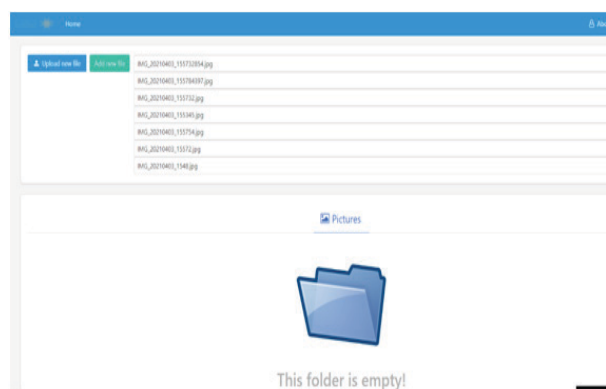 Home
Upload new file
Add new file
IMG_20210403_155732854.jpg
IMG_20210403_155784397.jpg
IMG_20210403_155732.jpg
IMG_20210403_155345.jpg
IMG_20210403_155754.jpg
IMG_20210403_15572.jpg
IMG_20210403_1548.jpg
Pictures
This folder is empty!